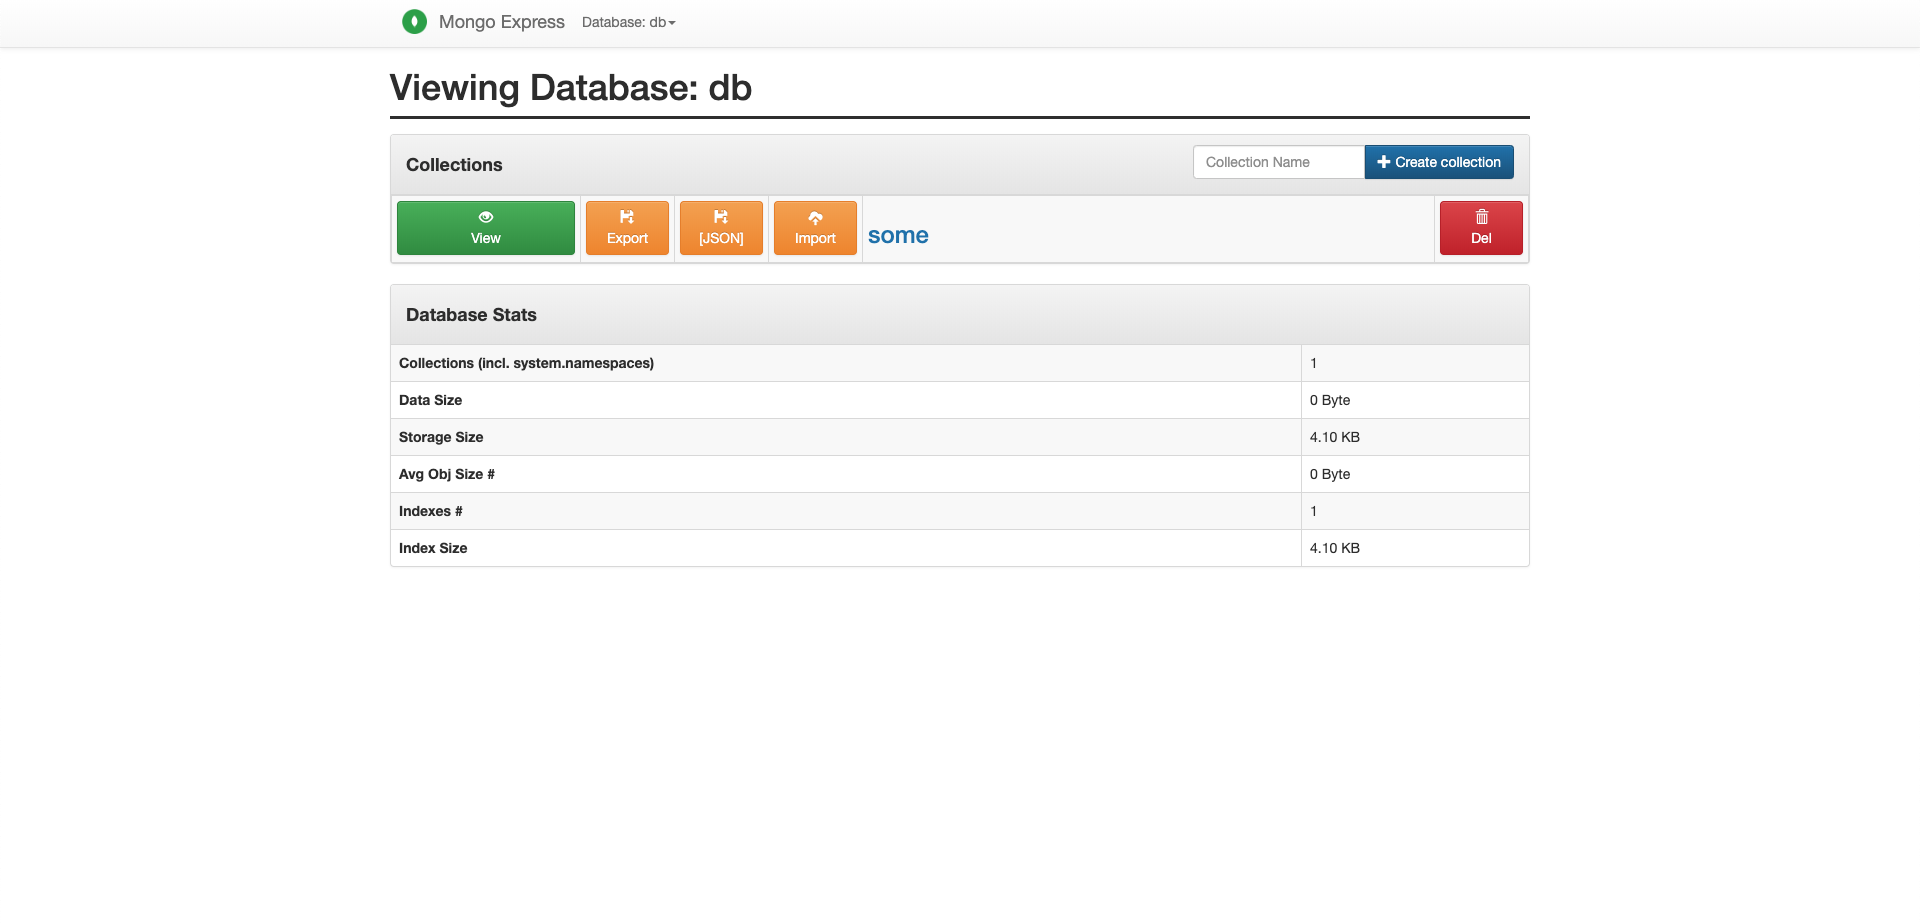 Mongo Express Database: db
Viewing Database: db
Collections
Collection Name
Create collection
View
Export
[JSON]
Import
some
Del
Database Stats
Collections (incl. system.namespaces) 1
Data Size 0 Byte
Storage Size 4.10 KB
Avg Obj Size # 0 Byte
Indexes # 1
Index Size 4.10 KB